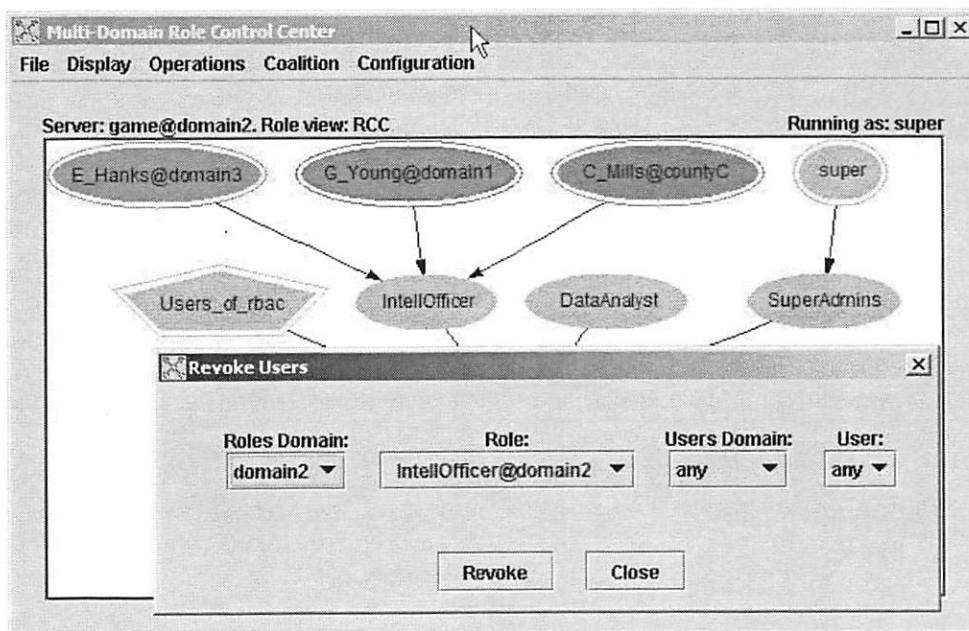 Multi-Domain Role Control Center
File Display Operations Coalition Configuration
Server: game@domain2. Role view: RCC Running as: super
E_Hanks@domain3 G_Young@domain1 C_Mills@countyC super
Users_of_rbac IntellOfficer DataAnalyst SuperAdmins
Revoke Users
Roles Domain: Role: Users Domain: User:
domain2 IntellOfficer@domain2 any any
Revoke Close